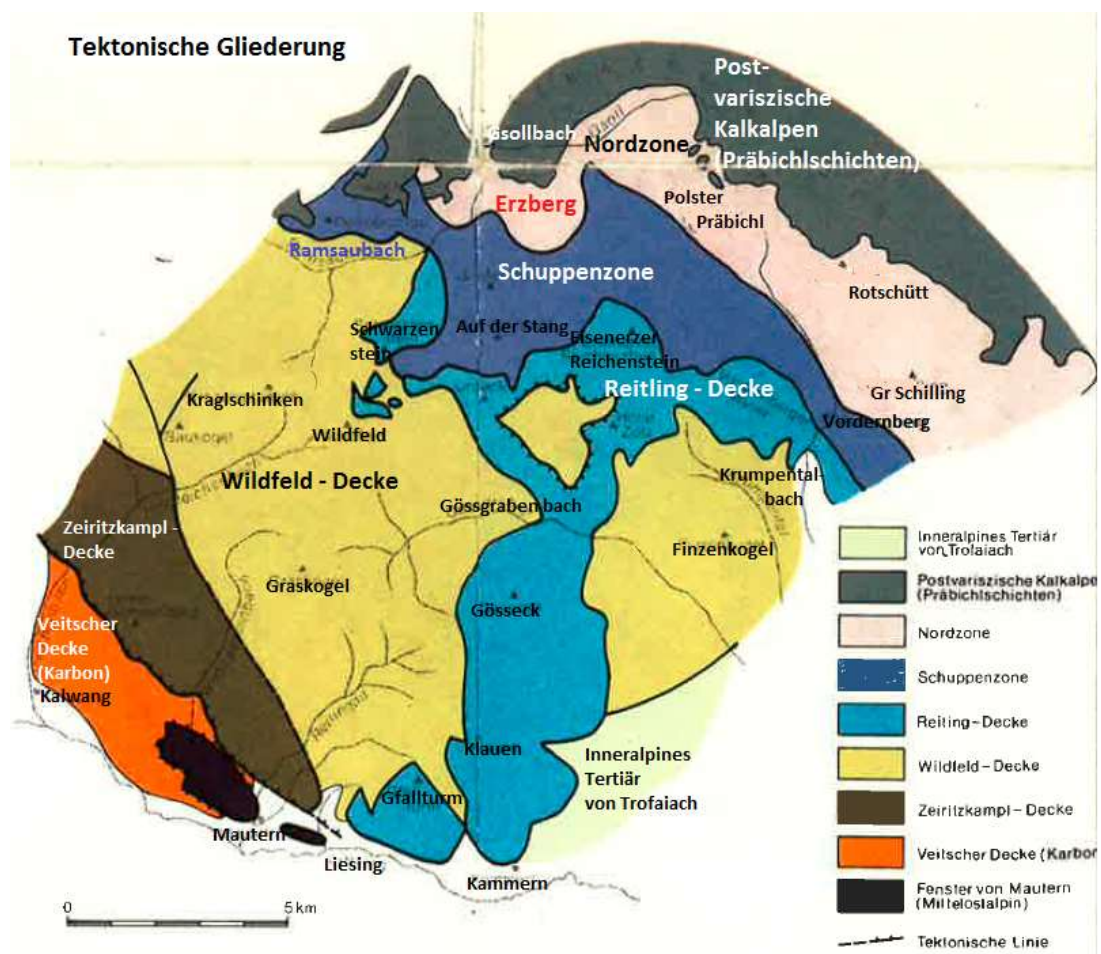 Tektonische Gliederung
Post-
variszische
Kalkalpen
(Präbichlschichten)
Gsollbach
Gsoll
Nordzone
Erzberg
Polster
Präbichl
Ramsaubach
Schuppenzone
Rotschütt
Schwarzen
stein
Auf der Stang
Eisenerzer
Reichenstein
Reitling - Decke
Kraglschinken
Gr Schilling
Vordernberg
Wildfeld
Wildfeld - Decke
Krumpental-
bach
Gössgrabenbach
Zeiritzkampl -
Decke
Finzenkogel
Graskogel
Gösseck
Veitscher
Decke
(Karbon)
Kalwang
Klauen
Inneralpines
Tertiär
von Trofaiach
Gfallturm
Mautern
Liesing
Kammern
0 5 km
Inneralpines Tertiär
von Trofaiach
Postvariszische Kalkalpe
(Präbichlschichten)
Nordzone
Schuppenzone
Reiting-Decke
Wildfeld-Decke
Zeiritzkampl-Decke
Veitscher Decke (Karbon
Fenster von Mautern
(Mittelostalpin)
Tektonische Linie